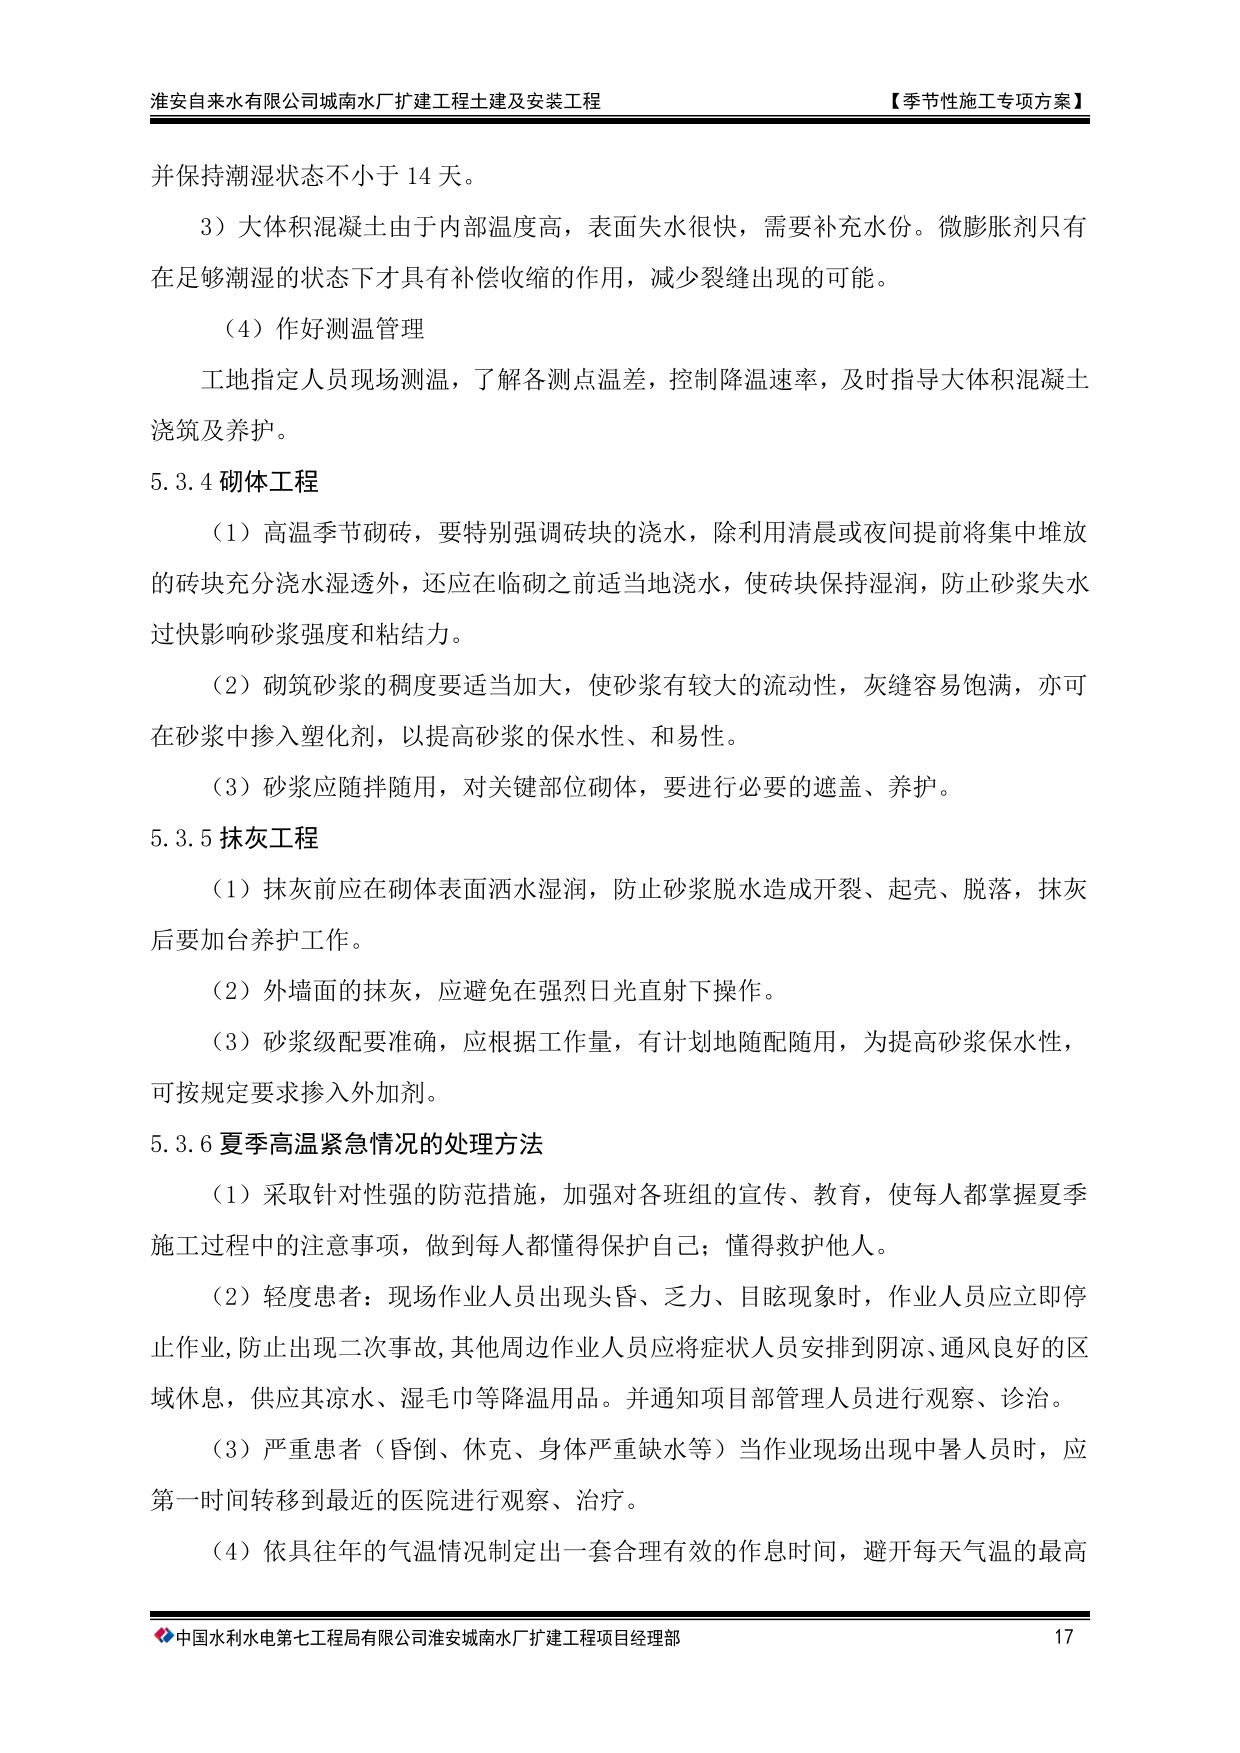 淮安自来水有限公司城南水厂扩建工程土建及安装工程 【季节性施工专项方案】
并保持潮湿状态不小于 14 天。
3）大体积混凝土由于内部温度高，表面失水很快，需要补充水份。微膨胀剂只有
在足够潮湿的状态下才具有补偿收缩的作用，减少裂缝出现的可能。
（4）作好测温管理
工地指定人员现场测温，了解各测点温差，控制降温速率，及时指导大体积混凝土
浇筑及养护。
5.3.4 砌体工程
（1）高温季节砌砖，要特别强调砖块的浇水，除利用清晨或夜间提前将集中堆放
的砖块充分浇水湿透外，还应在临砌之前适当地浇水，使砖块保持湿润，防止砂浆失水
过快影响砂浆强度和粘结力。
（2）砌筑砂浆的稠度要适当加大，使砂浆有较大的流动性，灰缝容易饱满，亦可
在砂浆中掺入塑化剂，以提高砂浆的保水性、和易性。
（3）砂浆应随拌随用，对关键部位砌体，要进行必要的遮盖、养护。
5.3.5 抹灰工程
（1）抹灰前应在砌体表面洒水湿润，防止砂浆脱水造成开裂、起壳、脱落，抹灰
后要加台养护工作。
（2）外墙面的抹灰，应避免在强烈日光直射下操作。
（3）砂浆级配要准确，应根据工作量，有计划地随配随用，为提高砂浆保水性，
可按规定要求掺入外加剂。
5.3.6 夏季高温紧急情况的处理方法
（1）采取针对性强的防范措施，加强对各班组的宣传、教育，使每人都掌握夏季
施工过程中的注意事项，做到每人都懂得保护自己；懂得救护他人。
（2）轻度患者：现场作业人员出现头昏、乏力、目眩现象时，作业人员应立即停
止作业,防止出现二次事故,其他周边作业人员应将症状人员安排到阴凉、通风良好的区
域休息，供应其凉水、湿毛巾等降温用品。并通知项目部管理人员进行观察、诊治。
（3）严重患者（昏倒、休克、身体严重缺水等）当作业现场出现中暑人员时，应
第一时间转移到最近的医院进行观察、治疗。
（4）依具往年的气温情况制定出一套合理有效的作息时间，避开每天气温的最高
中国水利水电第七工程局有限公司淮安城南水厂扩建工程项目经理部 17